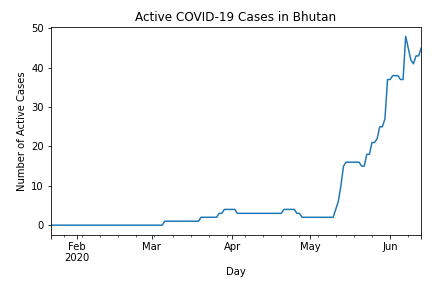 Active COVID-19 Cases in Bhutan
50
40
30
20
10
0
Number of Active Cases
Feb Mar Apr May Jun
2020
Day